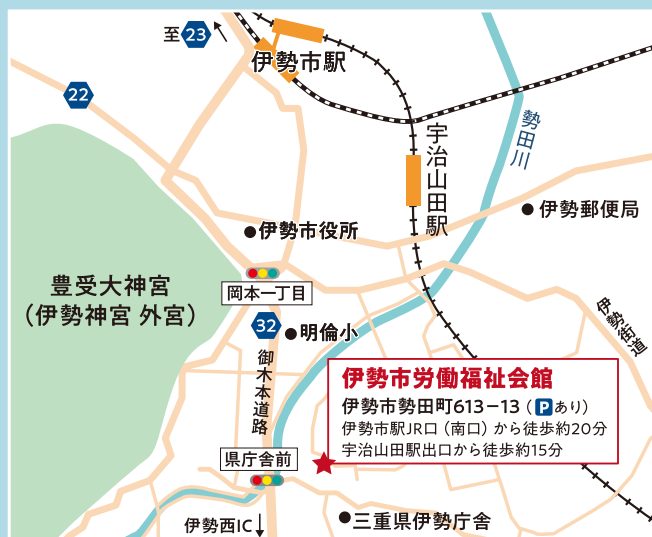 至23
伊勢市駅
22
宇治山田駅
勢田川
伊勢郵便局
伊勢市役所
豊受大神宮
（伊勢神宮 外宮）
岡本一丁目
32
明倫小
伊勢街道
御木本道路
伊勢市労働福祉会館
伊勢市勢田町613−13（Pあり）
伊勢市駅JR口（南口）から徒歩約20分
宇治山田駅出口から徒歩約15分
県庁舎前
三重県伊勢庁舎
伊勢西IC↓